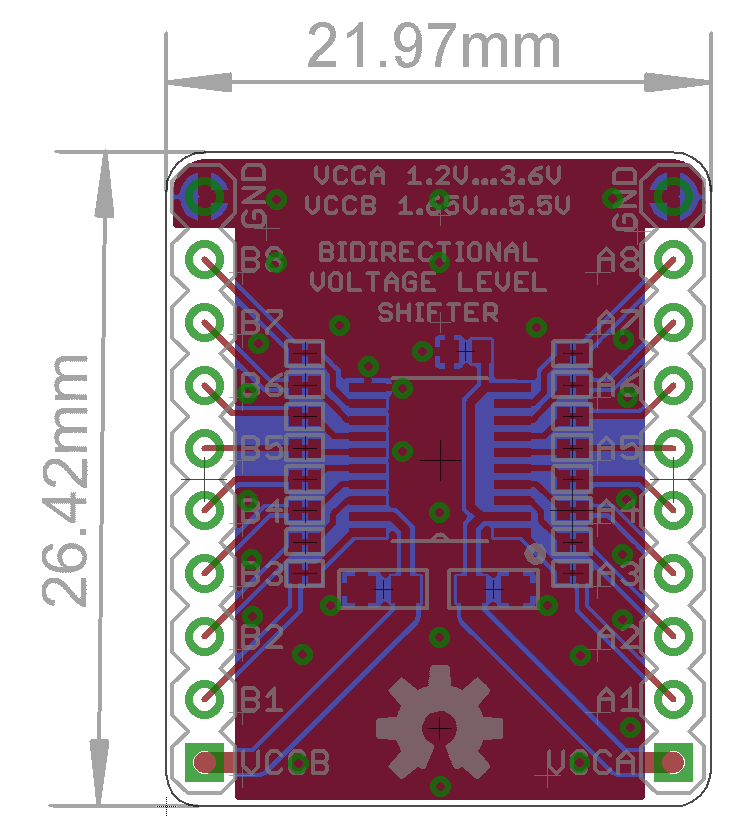 21.97mm
26.42mm
VCCA 1.2V...3.6V
VCCB 1.65V...5.5V
GND
GND
BIDIRECTIONAL
VOLTAGE LEVEL
SHIFTER
B8
A8
B7
A7
B6
A6
B5
A5
B4
A4
B3
A3
B2
A2
B1
A1
VCCB
VCCA